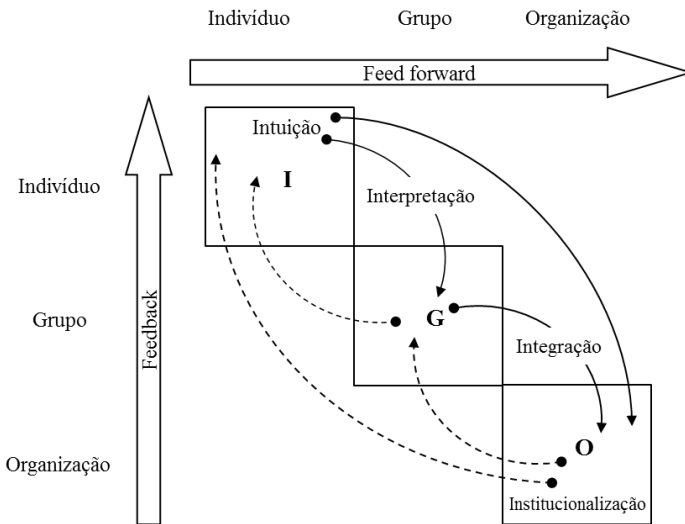 Indivíduo Grupo Organização
Feed forward
Intuição
Indivíduo
I
Interpretação
Grupo
Feedback
G
Integração
Organização
O
Institucionalização